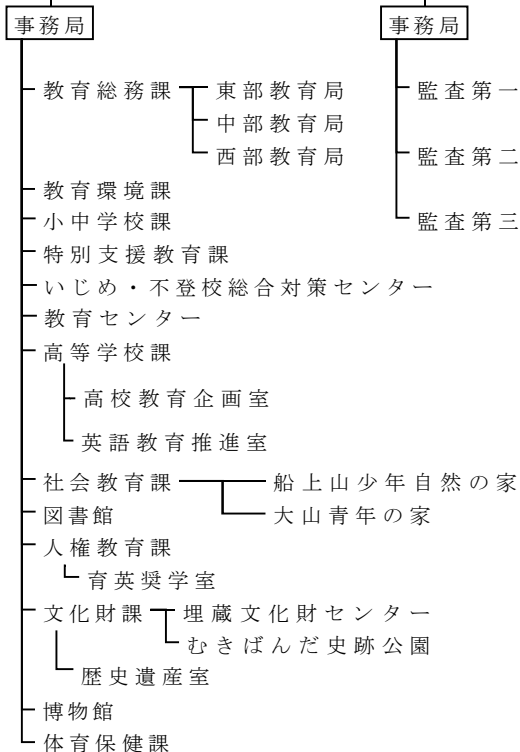 事務局
事務局
教育総務課 東部教育局
中部教育局
西部教育局
教育環境課
小中学校課
特別支援教育課
いじめ・不登校総合対策センター
教育センター
高等学校課
高校教育企画室
英語教育推進室
社会教育課 船上山少年自然の家
大山青年の家
図書館
人権教育課
育英奨学室
文化財課 埋蔵文化財センター
むきばんだ史跡公園
歴史遺産室
博物館
体育保健課
監査第一
監査第二
監査第三